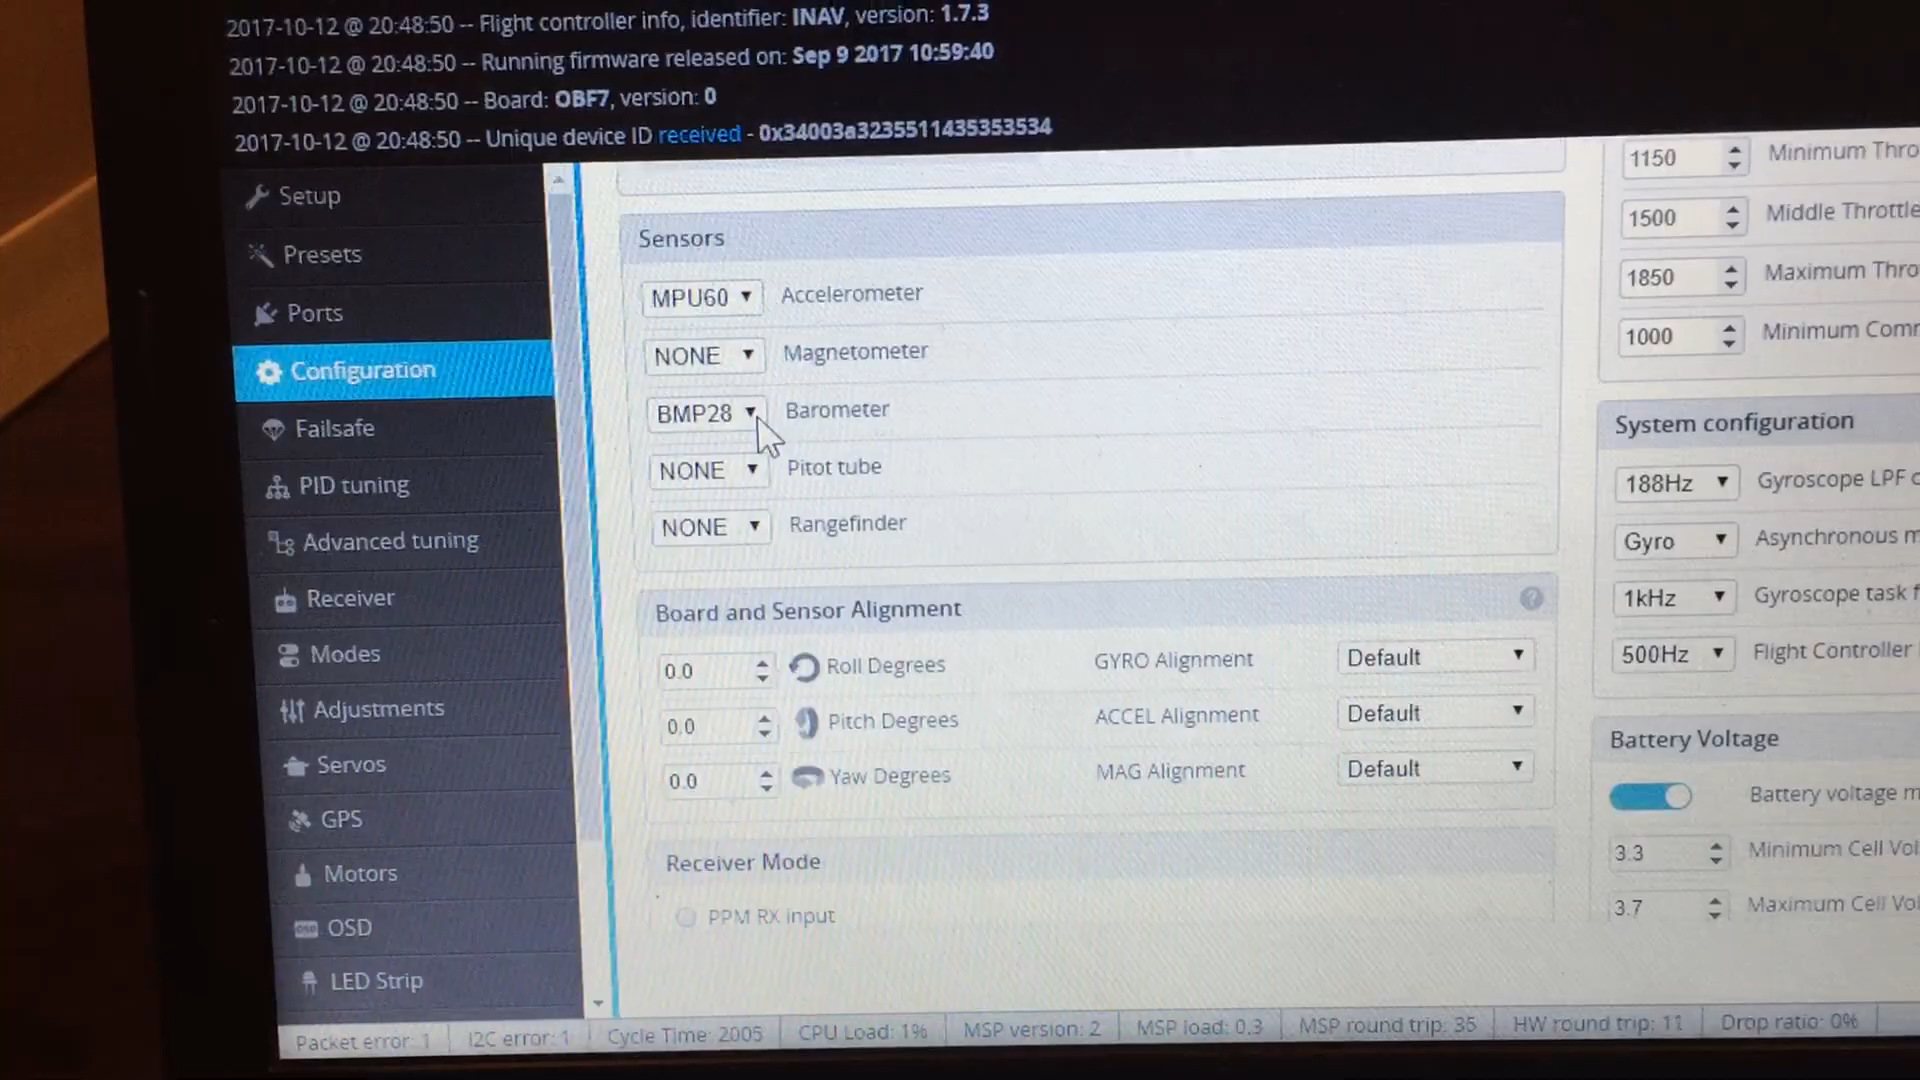 2017-10-12 @ 20:48:50 -- Flight controller info, identifier: INAV, version: 1.7.3
2017-10-12 @ 20:48:50 -- Running firmware released on: Sep 9 2017 10:59:40
2017-10-12 @ 20:48:50 -- Board: OBF7, version: 0
2017-10-12 @ 20:48:50 -- Unique device ID received - 0x34003a3235511435353534
Setup
Presets
Ports
Configuration
Failsafe
PID tuning
Advanced tuning
Receiver
Modes
Adjustments
Servos
GPS
Motors
OSD
LED Strip
Sensors
MPU60 Accelerometer
NONE Magnetometer
BMP28 Barometer
NONE Pitot tube
NONE Rangefinder
Board and Sensor Alignment
0.0 Roll Degrees GYRO Alignment Default
0.0 Pitch Degrees ACCEL Alignment Default
0.0 Yaw Degrees MAG Alignment Default
Receiver Mode
PPM RX input
1150 Minimum Thro
1500 Middle Throttle
1850 Maximum Thro
1000 Minimum Comm
System configuration
188Hz Gyroscope LPF c
Gyro Asynchronous m
1kHz Gyroscope task f
500Hz Flight Controller
Battery Voltage
Battery voltage m
3.3 Minimum Cell Vol
3.7 Maximum Cell Vol
Packet error: 1 I2C error: 1 Cycle Time: 2005 CPU Load: 1% MSP version: 2 MSP load: 0.3 MSP round trip: 35 HW round trip: 11 Drop ratio: 0%